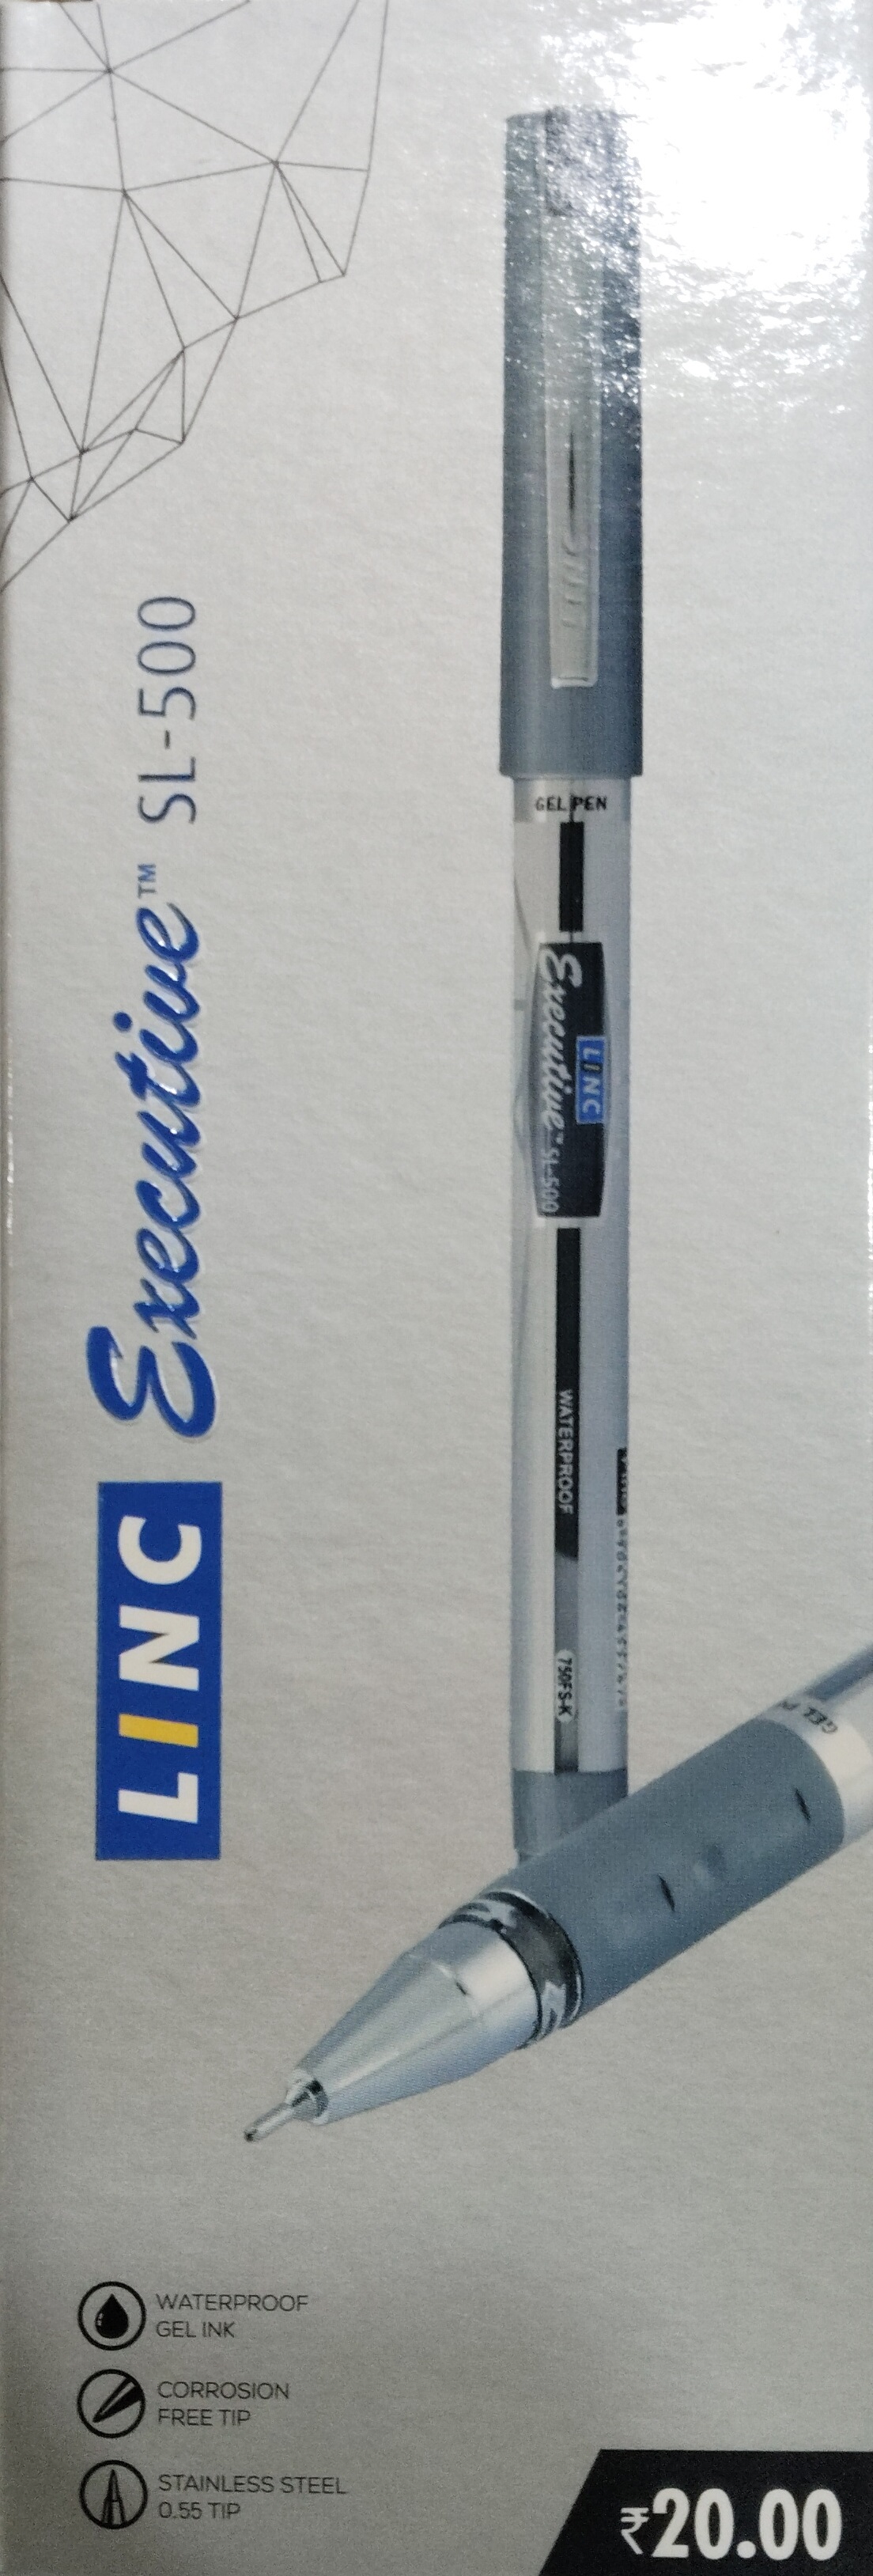 LINC Executive™ SL-500
GEL PEN
LINC
Executive™ SL-500
WATERPROOF
750FS-K
GEL
WATERPROOF
GEL INK
CORROSION
FREE TIP
STAINLESS STEEL
0.55 TIP
₹20.00